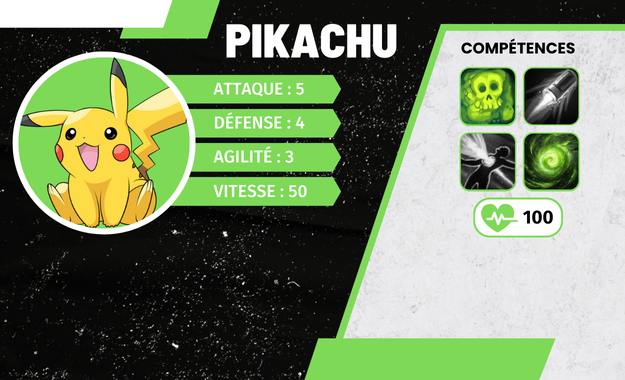 PIKACHU
ATTAQUE : 5
DÉFENSE : 4
AGILITÉ : 3
VITESSE : 50
COMPÉTENCES
100